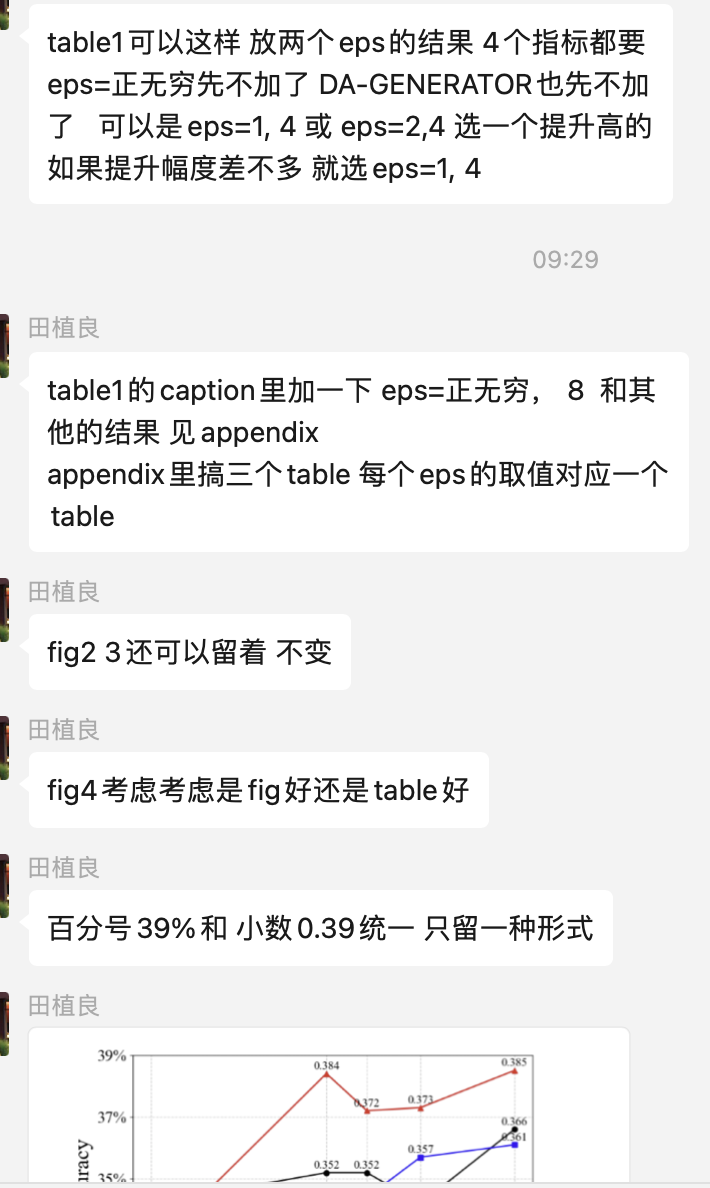 table1可以这样 放两个eps的结果 4个指标都要
eps=正无穷先不加了 DA-GENERATOR也先不加
了 可以是eps=1, 4 或 eps=2,4 选一个提升高的
如果提升幅度差不多 就选eps=1, 4
09:29
田植良
table1的caption里加一下 eps=正无穷， 8 和其
他的结果 见appendix
appendix里搞三个table 每个eps的取值对应一个
table
田植良
fig2 3还可以留着 不变
田植良
fig4考虑考虑是fig好还是table好
田植良
百分号39%和 小数0.39统一 只留一种形式
田植良
39%
0.384
0.385
0.372
0.373
37%
0.366
0.361
0.357
0.352
0.352
35%